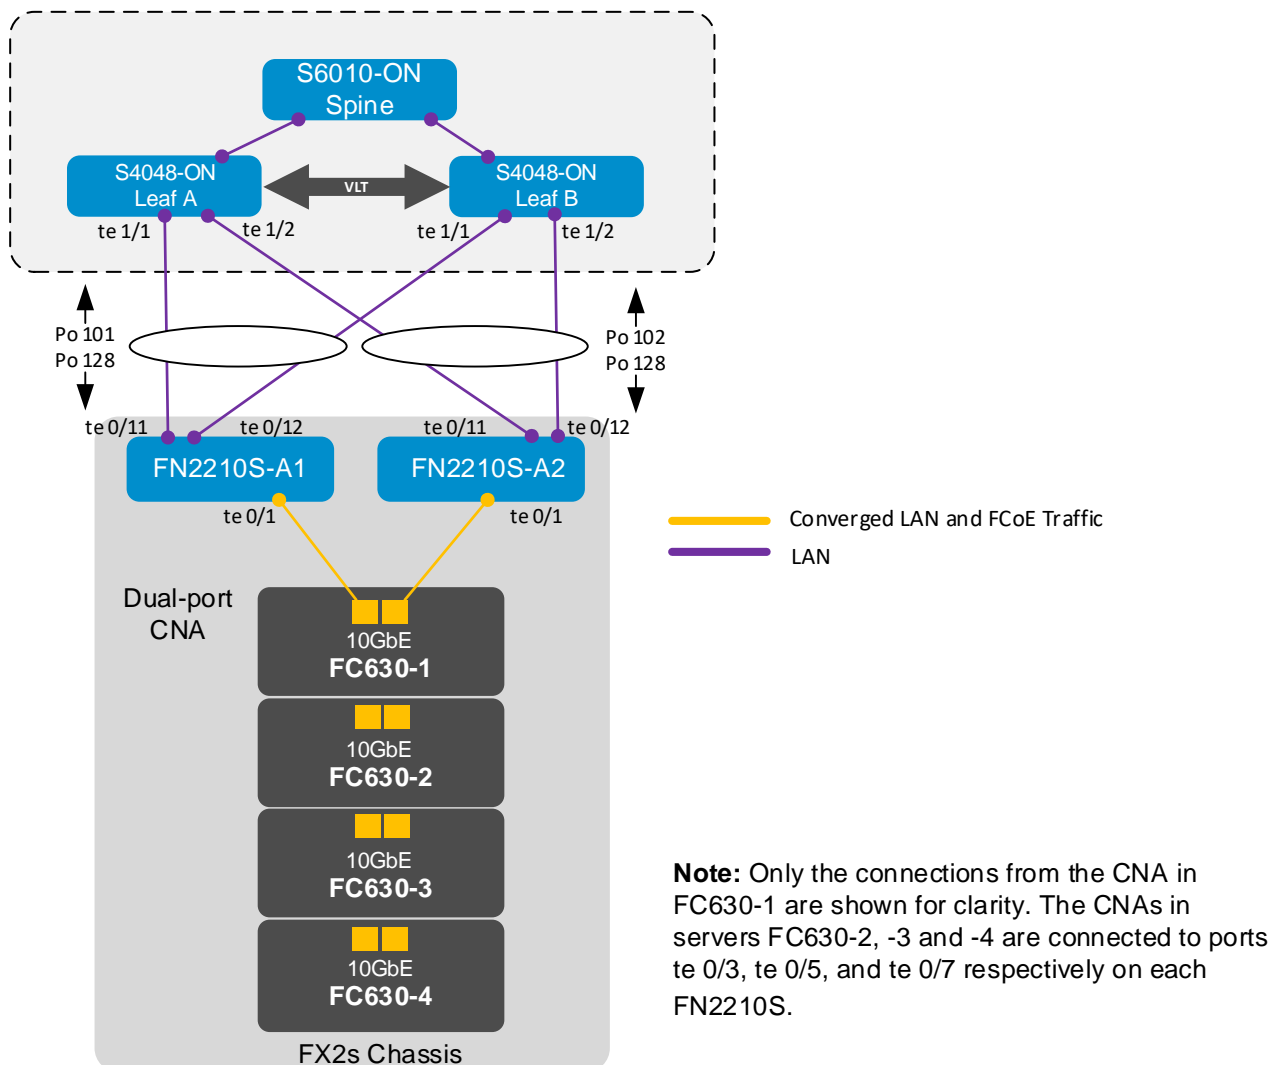 S6010-ON
Spine
S4048-ON
Leaf A
VLT
S4048-ON
Leaf B
te 1/1
te 1/2
te 1/1
te 1/2
Po 101
Po 128
Po 102
Po 128
te 0/11
te 0/12
te 0/11
te 0/12
FN2210S-A1
FN2210S-A2
te 0/1
te 0/1
Converged LAN and FCoE Traffic
LAN
Dual-port
CNA
10GbE
FC630-1
10GbE
FC630-2
10GbE
FC630-3
10GbE
FC630-4
FX2s Chassis
Note: Only the connections from the CNA in
FC630-1 are shown for clarity. The CNAs in
servers FC630-2, -3 and -4 are connected to ports
te 0/3, te 0/5, and te 0/7 respectively on each
FN2210S.